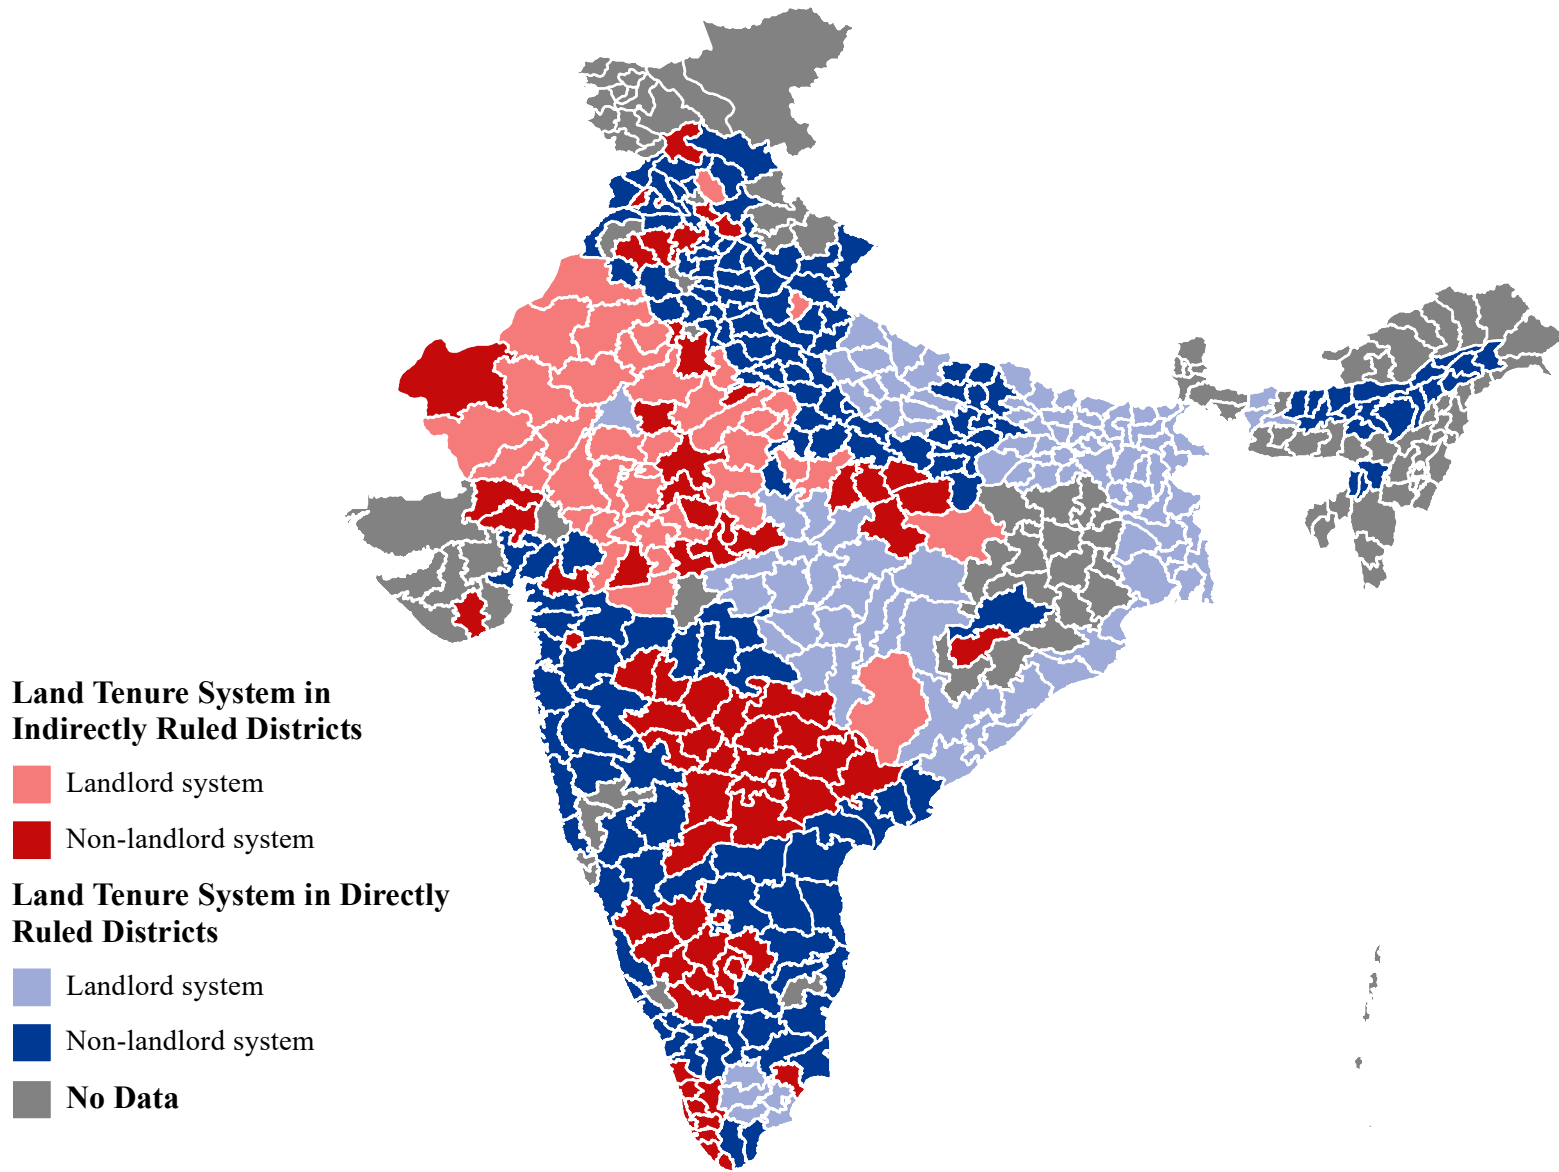 Land Tenure System in
Indirectly Ruled Districts
Landlord system
Non-landlord system
Land Tenure System in Directly
Ruled Districts
Landlord system
Non-landlord system
No Data